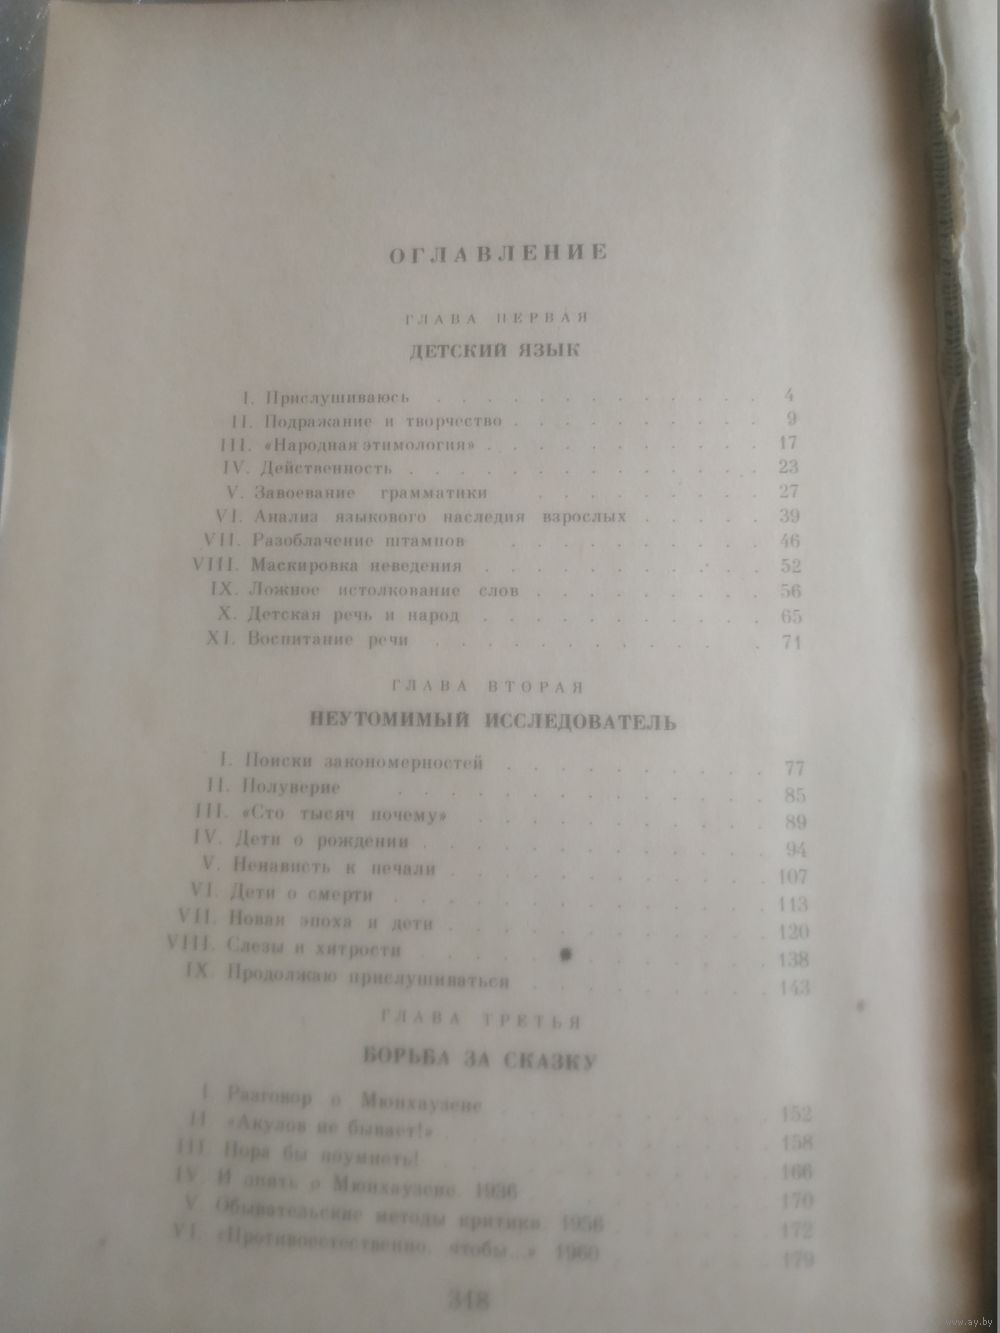 ОГЛАВЛЕНИЕ
ГЛАВА ПЕРВАЯ
ДЕТСКИЙ ЯЗЫК
I. Прислушиваюсь . . . . . . . . . . . . . 4
II. Подражание и творчество . . . . . . . . . . 9
III. «Народная этимология» . . . . . . . . . . . 17
IV. Действенность . . . . . . . . . . . . . . 23
V. Завоевание грамматики . . . . . . . . . 27
VI. Анализ языкового наследия взрослых . . . . . 39
VII. Разоблачение штампов . . . . . . . . . . 46
VIII. Маскировка неведения . . . . . . . . . . . 52
IX. Ложное истолкование слов . . . . . . . . . 56
X. Детская речь и народ . . . . . . . . . . . 65
XI. Воспитание речи . . . . . . . . . . . . . 71
ГЛАВА ВТОРАЯ
НЕУТОМИМЫЙ ИССЛЕДОВАТЕЛЬ
I. Поиски закономерностей . . . . . . . . . . 77
II. Полуверие . . . . . . . . . . . . . . 85
III. «Сто тысяч почему» . . . . . . . . . . . 89
IV. Дети о рождении . . . . . . . . . . . . . 94
V. Ненависть к печали . . . . . . . . . . . . 107
VI. Дети о смерти . . . . . . . . . . . . . . 113
VII. Новая эпоха и дети . . . . . . . . . . . . 120
VIII. Слезы и хитрости . . . . . . . . . . . . 138
IX. Продолжаю прислушиваться . . . . . . . . . 143
ГЛАВА ТРЕТЬЯ
БОРЬБА ЗА СКАЗКУ
I. Разговор о Мюнхаузене . . . . . . . . . . 152
II. «Акулов не бывает!» . . . . . . . . . . . 158
III. Пора бы поумнеть! . . . . . . . . . . . . 166
IV. И опять о Мюнхаузене. 1936 . . . . . . . . 170
V. Обывательские методы критики. 1956 . . . . . 172
VI. «Противоестественно, чтобы...» 1960 . . . . . 179
348
www.ay.by